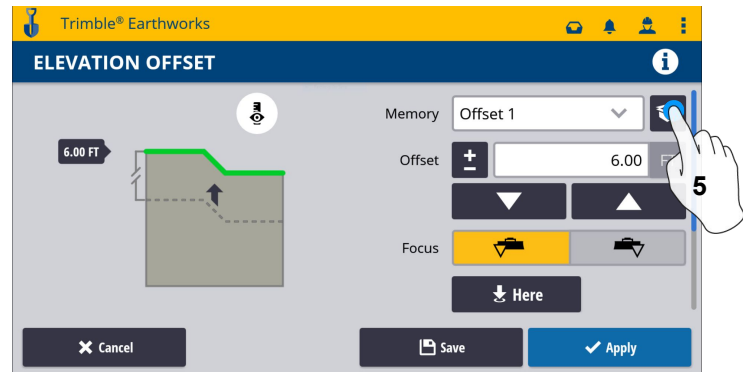 Trimble® Earthworks
ELEVATION OFFSET
Memory Offset 1
6.00 FT
Offset ± 6.00
5
Focus
Here
Cancel Save Apply